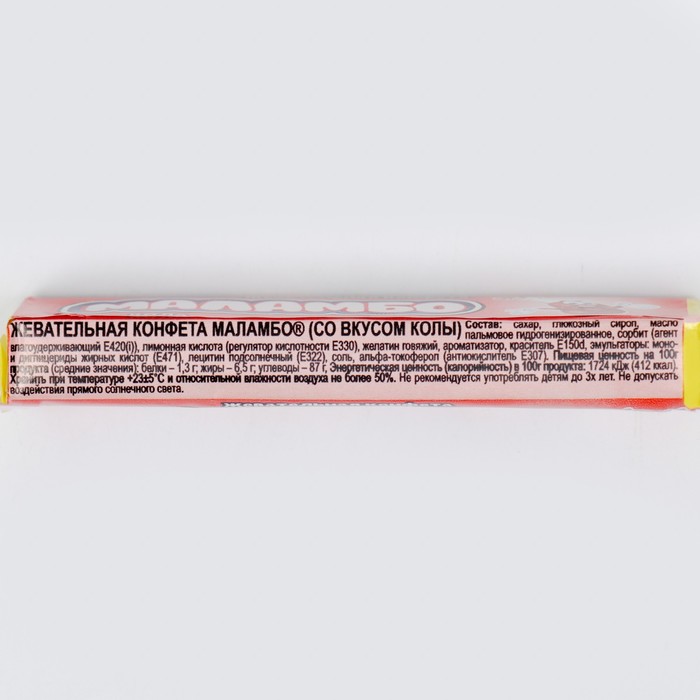 МАЛАМБО
ЖЕВАТЕЛЬНАЯ КОНФЕТА МАЛАМБО® (СО ВКУСОМ КОЛЫ) Состав: сахар, глюкозный сироп, масло
пальмовое гидрогенизированное, сорбит (агент
влагоудерживающий Е420(i)), лимонная кислота (регулятор кислотности Е330), желатин говяжий, ароматизатор, краситель Е150d, эмульгаторы: моно-
и диглицериды жирных кислот (Е471), лецитин подсолнечный (Е322), соль, альфа-токоферол (антиокислитель Е307). Пищевая ценность на 100г
продукта (средние значения): белки – 1,3 г; жиры – 6,5 г; углеводы – 87 г. Энергетическая ценность (калорийность) в 100г продукта: 1724 кДж (412 ккал).
Хранить при температуре +23±5°С и относительной влажности воздуха не более 50%. Не рекомендуется употреблять детям до 3х лет. Не допускать
воздействия прямого солнечного света.